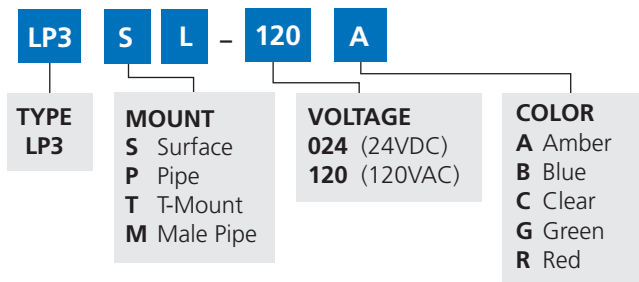 LP3 S L – 120 A
TYPE
LP3
MOUNT
S Surface
P Pipe
T T-Mount
M Male Pipe
VOLTAGE
024 (24VDC)
120 (120VAC)
COLOR
A Amber
B Blue
C Clear
G Green
R Red